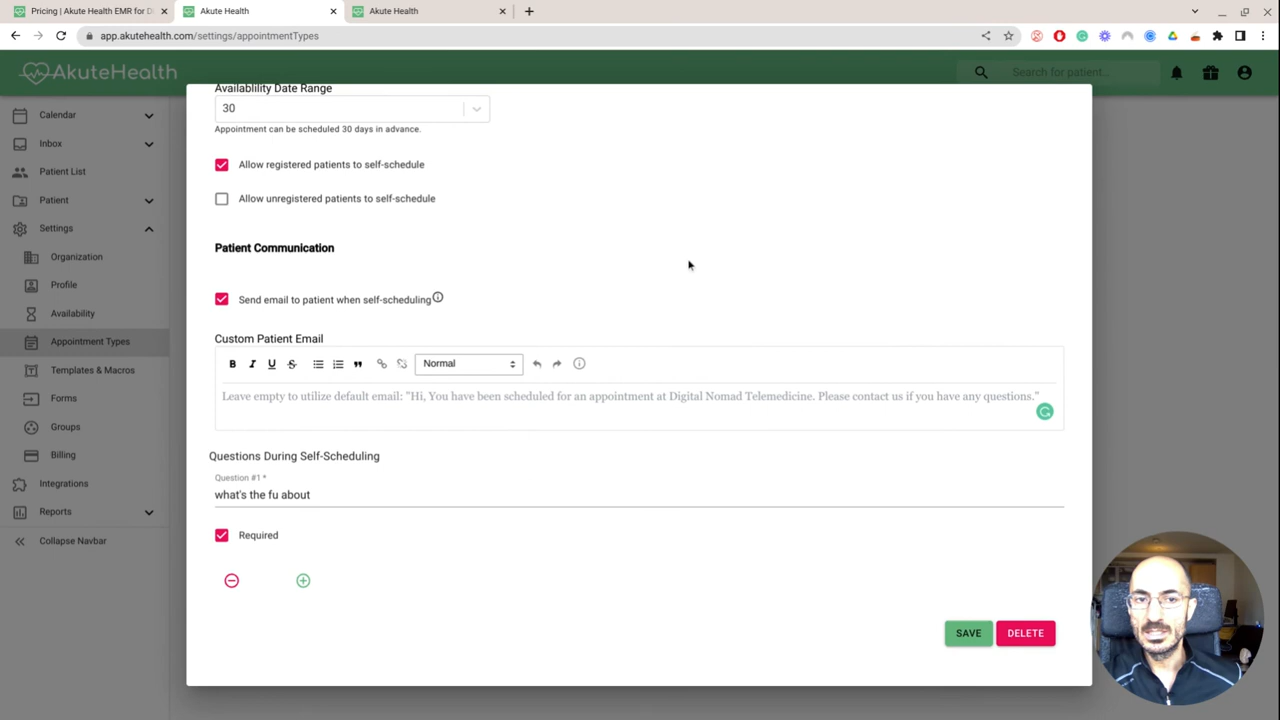 Pricing | Akute Health EMR for D
Akute Health
Akute Health
app.akutehealth.com/settings/appointmentTypes
AkuteHealth
Search for patient...
Calendar
Inbox
Patient List
Patient
Settings
Organization
Profile
Availability
Appointment Types
Templates & Macros
Forms
Groups
Billing
Integrations
Reports
Collapse Navbar
Availablility Date Range
30
Appointment can be scheduled 30 days in advance.
Allow registered patients to self-schedule
Allow unregistered patients to self-schedule
Patient Communication
Send email to patient when self-scheduling
Custom Patient Email
B I U S Normal
Leave empty to utilize default email: "Hi, You have been scheduled for an appointment at Digital Nomad Telemedicine. Please contact us if you have any questions."
Questions During Self-Scheduling
Question #1 *
what's the fu about
Required
SAVE DELETE